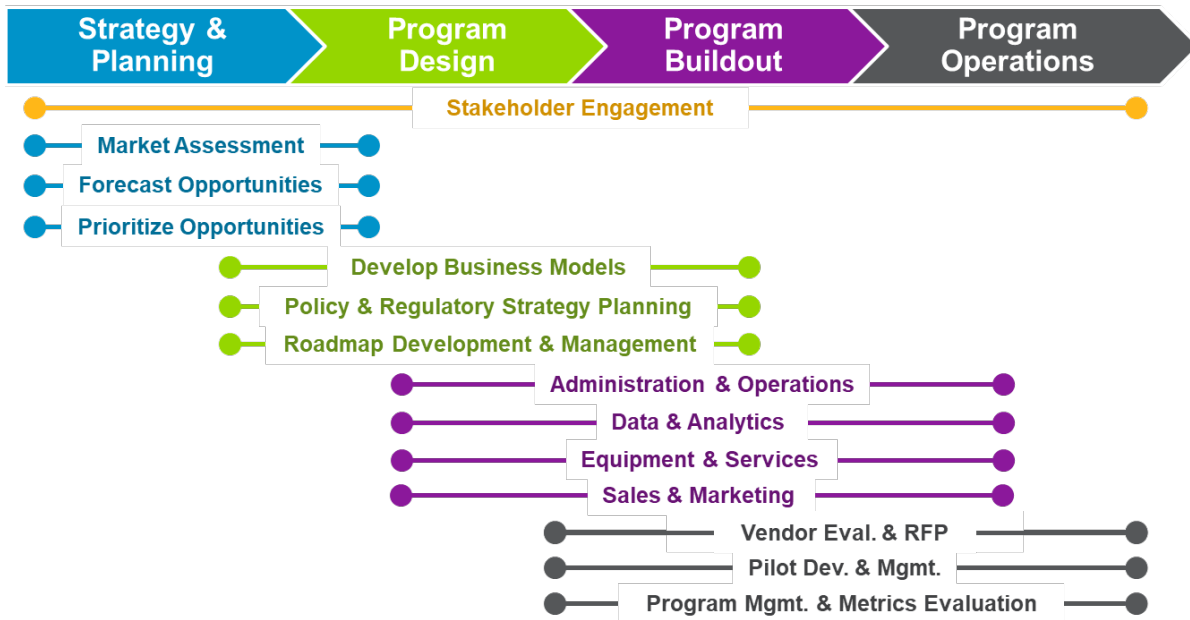 Strategy &
Planning
Program
Design
Program
Buildout
Program
Operations
Stakeholder Engagement
Market Assessment
Forecast Opportunities
Prioritize Opportunities
Develop Business Models
Policy & Regulatory Strategy Planning
Roadmap Development & Management
Administration & Operations
Data & Analytics
Equipment & Services
Sales & Marketing
Vendor Eval. & RFP
Pilot Dev. & Mgmt.
Program Mgmt. & Metrics Evaluation